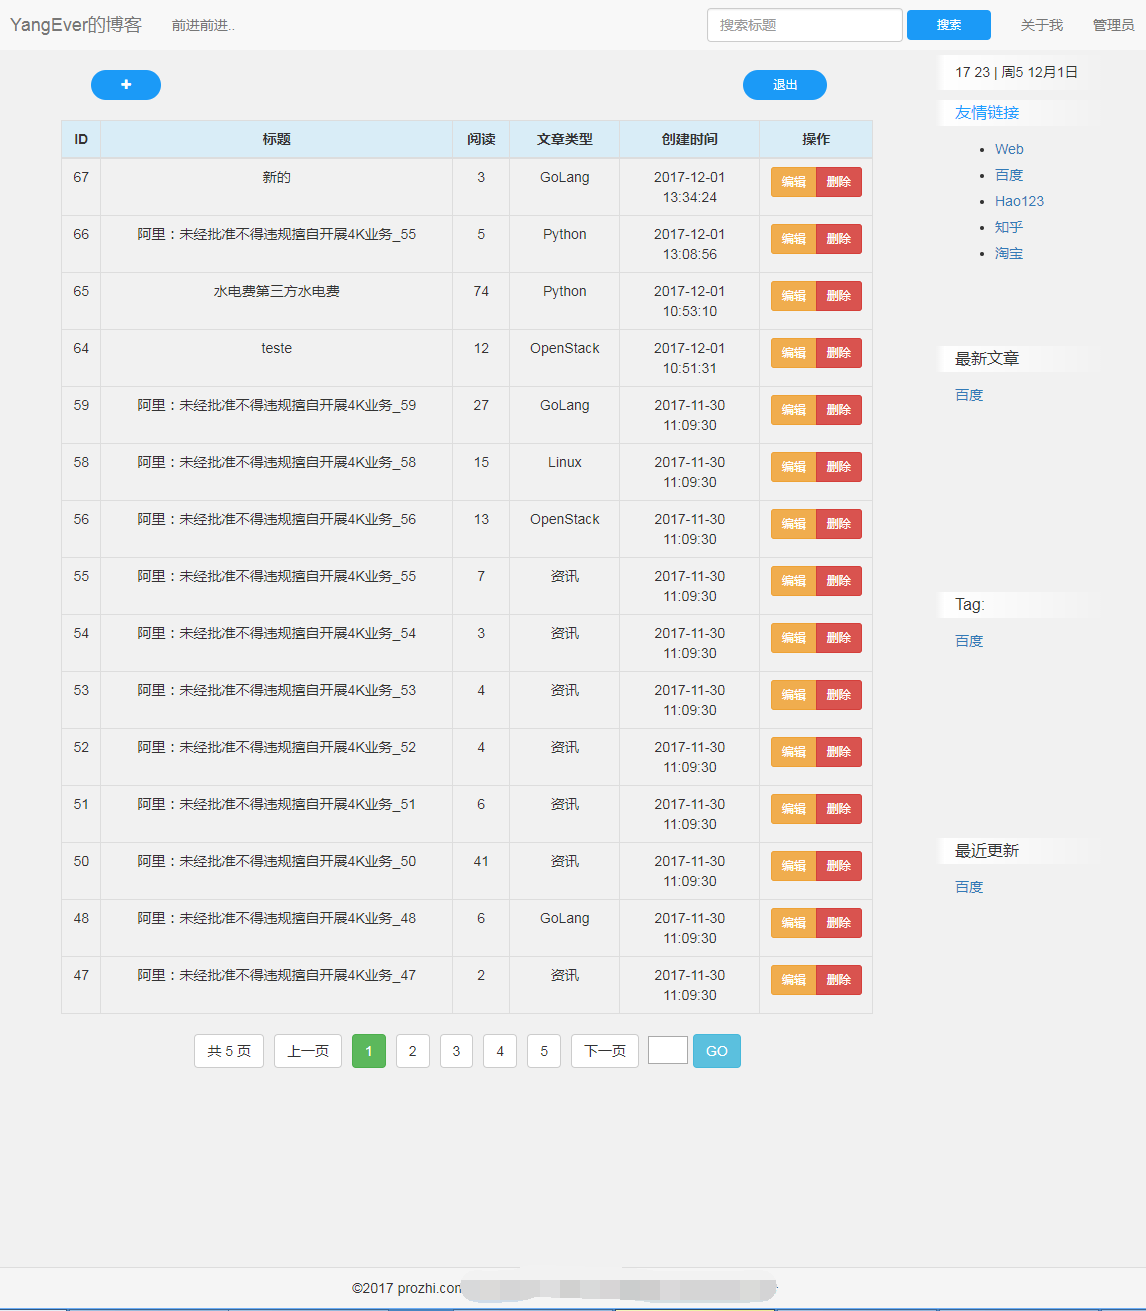 YangEver的博客 前进前进.. 搜索标题 搜索 关于我 管理员
17 23 | 周5 12月1日
+ 退出
友情链接
Web
百度
Hao123
知乎
淘宝
最新文章
百度
Tag:
百度
最近更新
百度
ID 标题 阅读 文章类型 创建时间 操作
67 新的 3 GoLang 2017-12-01 编辑 删除
13:34:24
66 阿里：未经批准不得违规擅自开展4K业务_55 5 Python 2017-12-01 编辑 删除
13:08:56
65 水电费第三方水电费 74 Python 2017-12-01 编辑 删除
10:53:10
64 teste 12 OpenStack 2017-12-01 编辑 删除
10:51:31
59 阿里：未经批准不得违规擅自开展4K业务_59 27 GoLang 2017-11-30 编辑 删除
11:09:30
58 阿里：未经批准不得违规擅自开展4K业务_58 15 Linux 2017-11-30 编辑 删除
11:09:30
56 阿里：未经批准不得违规擅自开展4K业务_56 13 OpenStack 2017-11-30 编辑 删除
11:09:30
55 阿里：未经批准不得违规擅自开展4K业务_55 7 资讯 2017-11-30 编辑 删除
11:09:30
54 阿里：未经批准不得违规擅自开展4K业务_54 3 资讯 2017-11-30 编辑 删除
11:09:30
53 阿里：未经批准不得违规擅自开展4K业务_53 4 资讯 2017-11-30 编辑 删除
11:09:30
52 阿里：未经批准不得违规擅自开展4K业务_52 4 资讯 2017-11-30 编辑 删除
11:09:30
51 阿里：未经批准不得违规擅自开展4K业务_51 6 资讯 2017-11-30 编辑 删除
11:09:30
50 阿里：未经批准不得违规擅自开展4K业务_50 41 资讯 2017-11-30 编辑 删除
11:09:30
48 阿里：未经批准不得违规擅自开展4K业务_48 6 GoLang 2017-11-30 编辑 删除
11:09:30
47 阿里：未经批准不得违规擅自开展4K业务_47 2 资讯 2017-11-30 编辑 删除
11:09:30
共 5 页 上一页 1 2 3 4 5 下一页 GO
©2017 prozhi.com